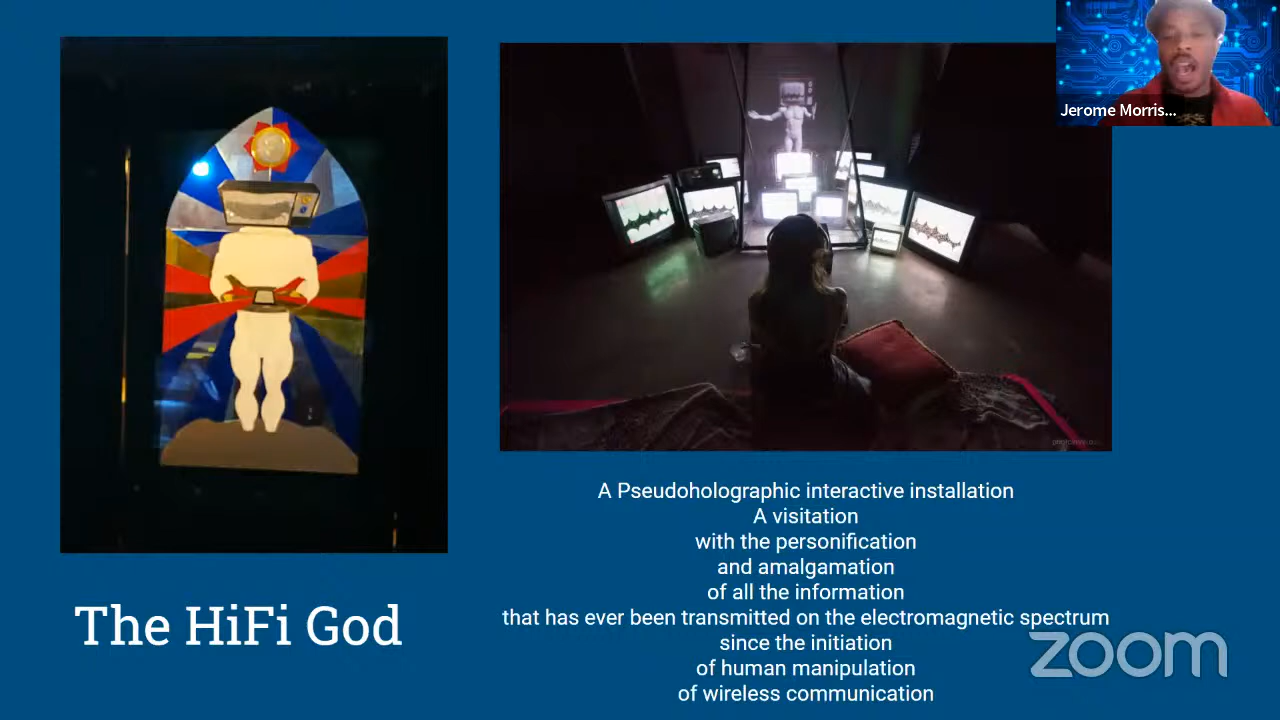 Jerome Morris...
The HiFi God
A Pseudoholographic interactive installation
A visitation
with the personification
and amalgamation
of all the information
that has ever been transmitted on the electromagnetic spectrum
since the initiation
of human manipulation
of wireless communication
zoom